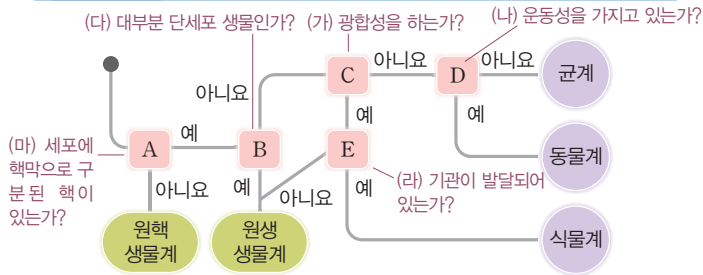 (다) 대부분 단세포 생물인가?
(가) 광합성을 하는가?
(나) 운동성을 가지고 있는가?
C
아니요
D
아니요
균계
아니요
예
예
(마) 세포에
핵막으로 구
분된 핵이
있는가?
A
예
B
E
동물계
아니요
예
아니요
예
(라) 기관이 발달되어
있는가?
원핵
생물계
원생
생물계
식물계